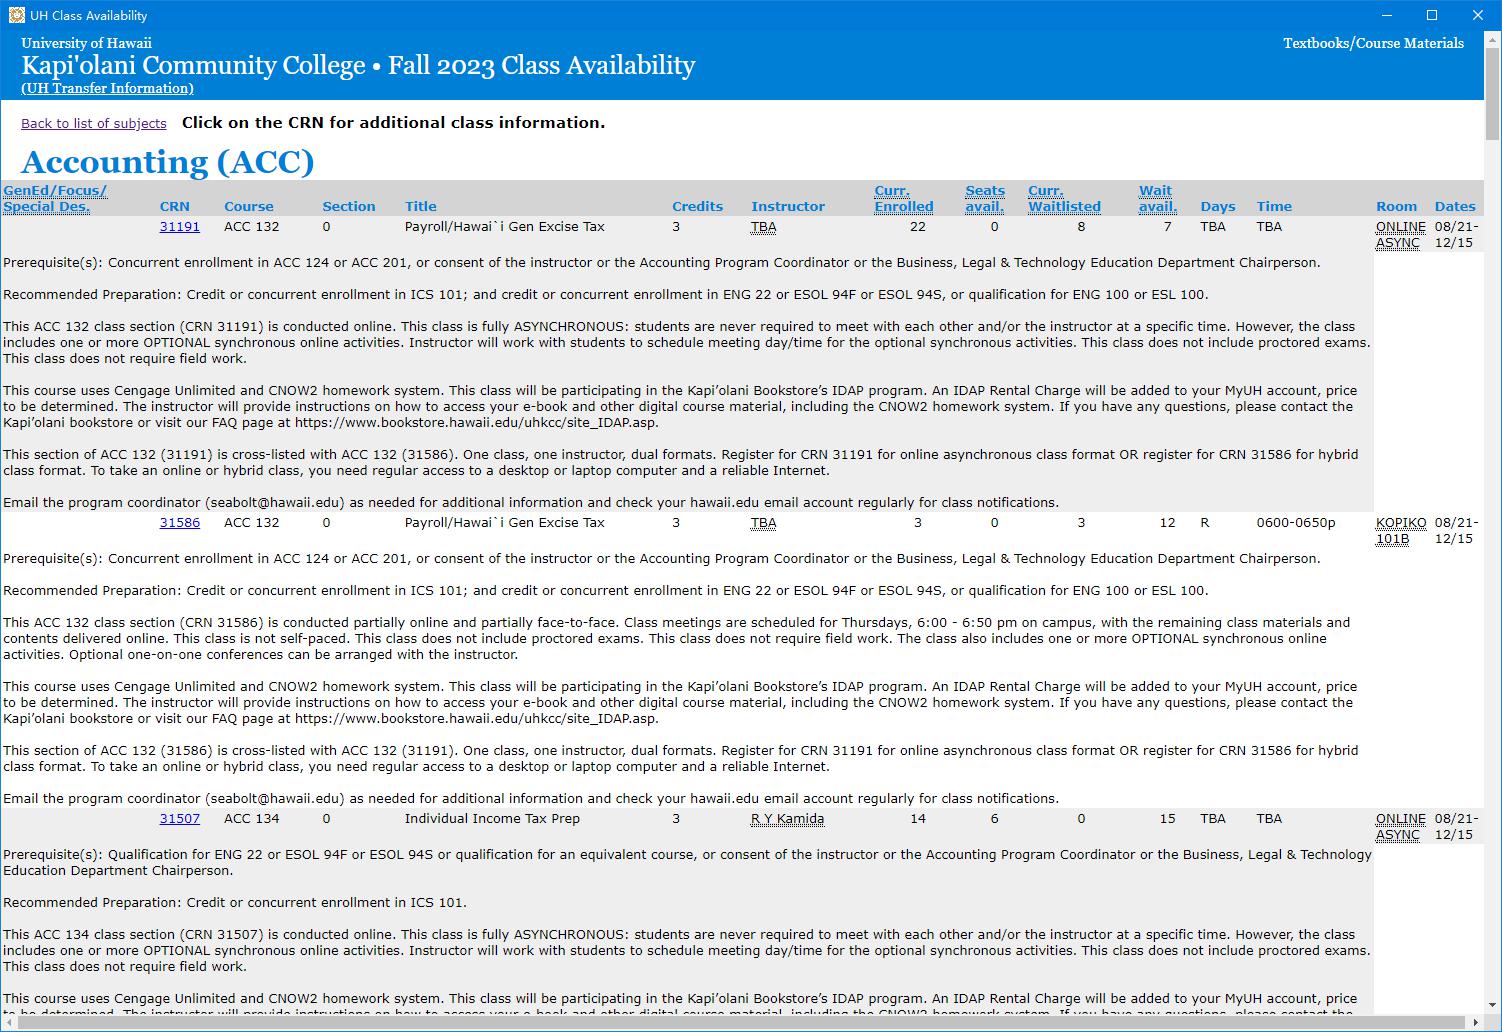 UH Class Availability
University of Hawaii
Textbooks/Course Materials
Kapi'olani Community College • Fall 2023 Class Availability
(UH Transfer Information)
Back to list of subjects Click on the CRN for additional class information.
Accounting (ACC)
GenEd/Focus/ Curr. Seats Curr. Wait
Special Des. CRN Course Section Title Credits Instructor Enrolled avail. Waitlisted avail. Days Time Room Dates
31191 ACC 132 0 Payroll/Hawai`i Gen Excise Tax 3 TBA 22 0 8 7 TBA TBA ONLINE 08/21-
ASYNC 12/15
Prerequisite(s): Concurrent enrollment in ACC 124 or ACC 201, or consent of the instructor or the Accounting Program Coordinator or the Business, Legal & Technology Education Department Chairperson.
Recommended Preparation: Credit or concurrent enrollment in ICS 101; and credit or concurrent enrollment in ENG 22 or ESOL 94F or ESOL 94S, or qualification for ENG 100 or ESL 100.
This ACC 132 class section (CRN 31191) is conducted online. This class is fully ASYNCHRONOUS: students are never required to meet with each other and/or the instructor at a specific time. However, the class
includes one or more OPTIONAL synchronous online activities. Instructor will work with students to schedule meeting day/time for the optional synchronous activities. This class does not include proctored exams.
This class does not require field work.
This course uses Cengage Unlimited and CNOW2 homework system. This class will be participating in the Kapi’olani Bookstore’s IDAP program. An IDAP Rental Charge will be added to your MyUH account, price
to be determined. The instructor will provide instructions on how to access your e-book and other digital course material, including the CNOW2 homework system. If you have any questions, please contact the
Kapi’olani bookstore or visit our FAQ page at https://www.bookstore.hawaii.edu/uhkcc/site_IDAP.asp.
This section of ACC 132 (31191) is cross-listed with ACC 132 (31586). One class, one instructor, dual formats. Register for CRN 31191 for online asynchronous class format OR register for CRN 31586 for hybrid
class format. To take an online or hybrid class, you need regular access to a desktop or laptop computer and a reliable Internet.
Email the program coordinator (seabolt@hawaii.edu) as needed for additional information and check your hawaii.edu email account regularly for class notifications.
31586 ACC 132 0 Payroll/Hawai`i Gen Excise Tax 3 TBA 3 0 3 12 R 0600-0650p KOPIKO 08/21-
101B 12/15
Prerequisite(s): Concurrent enrollment in ACC 124 or ACC 201, or consent of the instructor or the Accounting Program Coordinator or the Business, Legal & Technology Education Department Chairperson.
Recommended Preparation: Credit or concurrent enrollment in ICS 101; and credit or concurrent enrollment in ENG 22 or ESOL 94F or ESOL 94S, or qualification for ENG 100 or ESL 100.
This ACC 132 class section (CRN 31586) is conducted partially online and partially face-to-face. Class meetings are scheduled for Thursdays, 6:00 - 6:50 pm on campus, with the remaining class materials and
contents delivered online. This class is not self-paced. This class does not include proctored exams. This class does not require field work. The class also includes one or more OPTIONAL synchronous online
activities. Optional one-on-one conferences can be arranged with the instructor.
This course uses Cengage Unlimited and CNOW2 homework system. This class will be participating in the Kapi’olani Bookstore’s IDAP program. An IDAP Rental Charge will be added to your MyUH account, price
to be determined. The instructor will provide instructions on how to access your e-book and other digital course material, including the CNOW2 homework system. If you have any questions, please contact the
Kapi’olani bookstore or visit our FAQ page at https://www.bookstore.hawaii.edu/uhkcc/site_IDAP.asp.
This section of ACC 132 (31586) is cross-listed with ACC 132 (31191). One class, one instructor, dual formats. Register for CRN 31191 for online asynchronous class format OR register for CRN 31586 for hybrid
class format. To take an online or hybrid class, you need regular access to a desktop or laptop computer and a reliable Internet.
Email the program coordinator (seabolt@hawaii.edu) as needed for additional information and check your hawaii.edu email account regularly for class notifications.
31507 ACC 134 0 Individual Income Tax Prep 3 R Y Kamida 14 6 0 15 TBA TBA ONLINE 08/21-
ASYNC 12/15
Prerequisite(s): Qualification for ENG 22 or ESOL 94F or ESOL 94S or qualification for an equivalent course, or consent of the instructor or the Accounting Program Coordinator or the Business, Legal & Technology
Education Department Chairperson.
Recommended Preparation: Credit or concurrent enrollment in ICS 101.
This ACC 134 class section (CRN 31507) is conducted online. This class is fully ASYNCHRONOUS: students are never required to meet with each other and/or the instructor at a specific time. However, the class
includes one or more OPTIONAL synchronous online activities. Instructor will work with students to schedule meeting day/time for the optional synchronous activities. This class does not include proctored exams.
This class does not require field work.
This course uses Cengage Unlimited and CNOW2 homework system. This class will be participating in the Kapi’olani Bookstore’s IDAP program. An IDAP Rental Charge will be added to your MyUH account, price